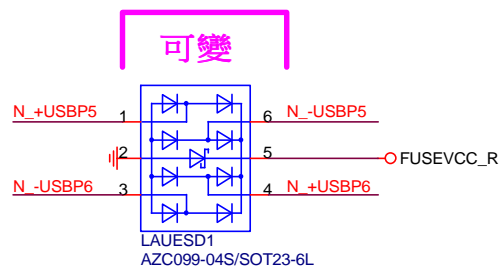 可變
N_+USBP5 1 6 N_-USBP5
2 5 FUSEVCC_R
N_-USBP6 3 4 N_+USBP6
LAUESD1
AZC099-04S/SOT23-6L